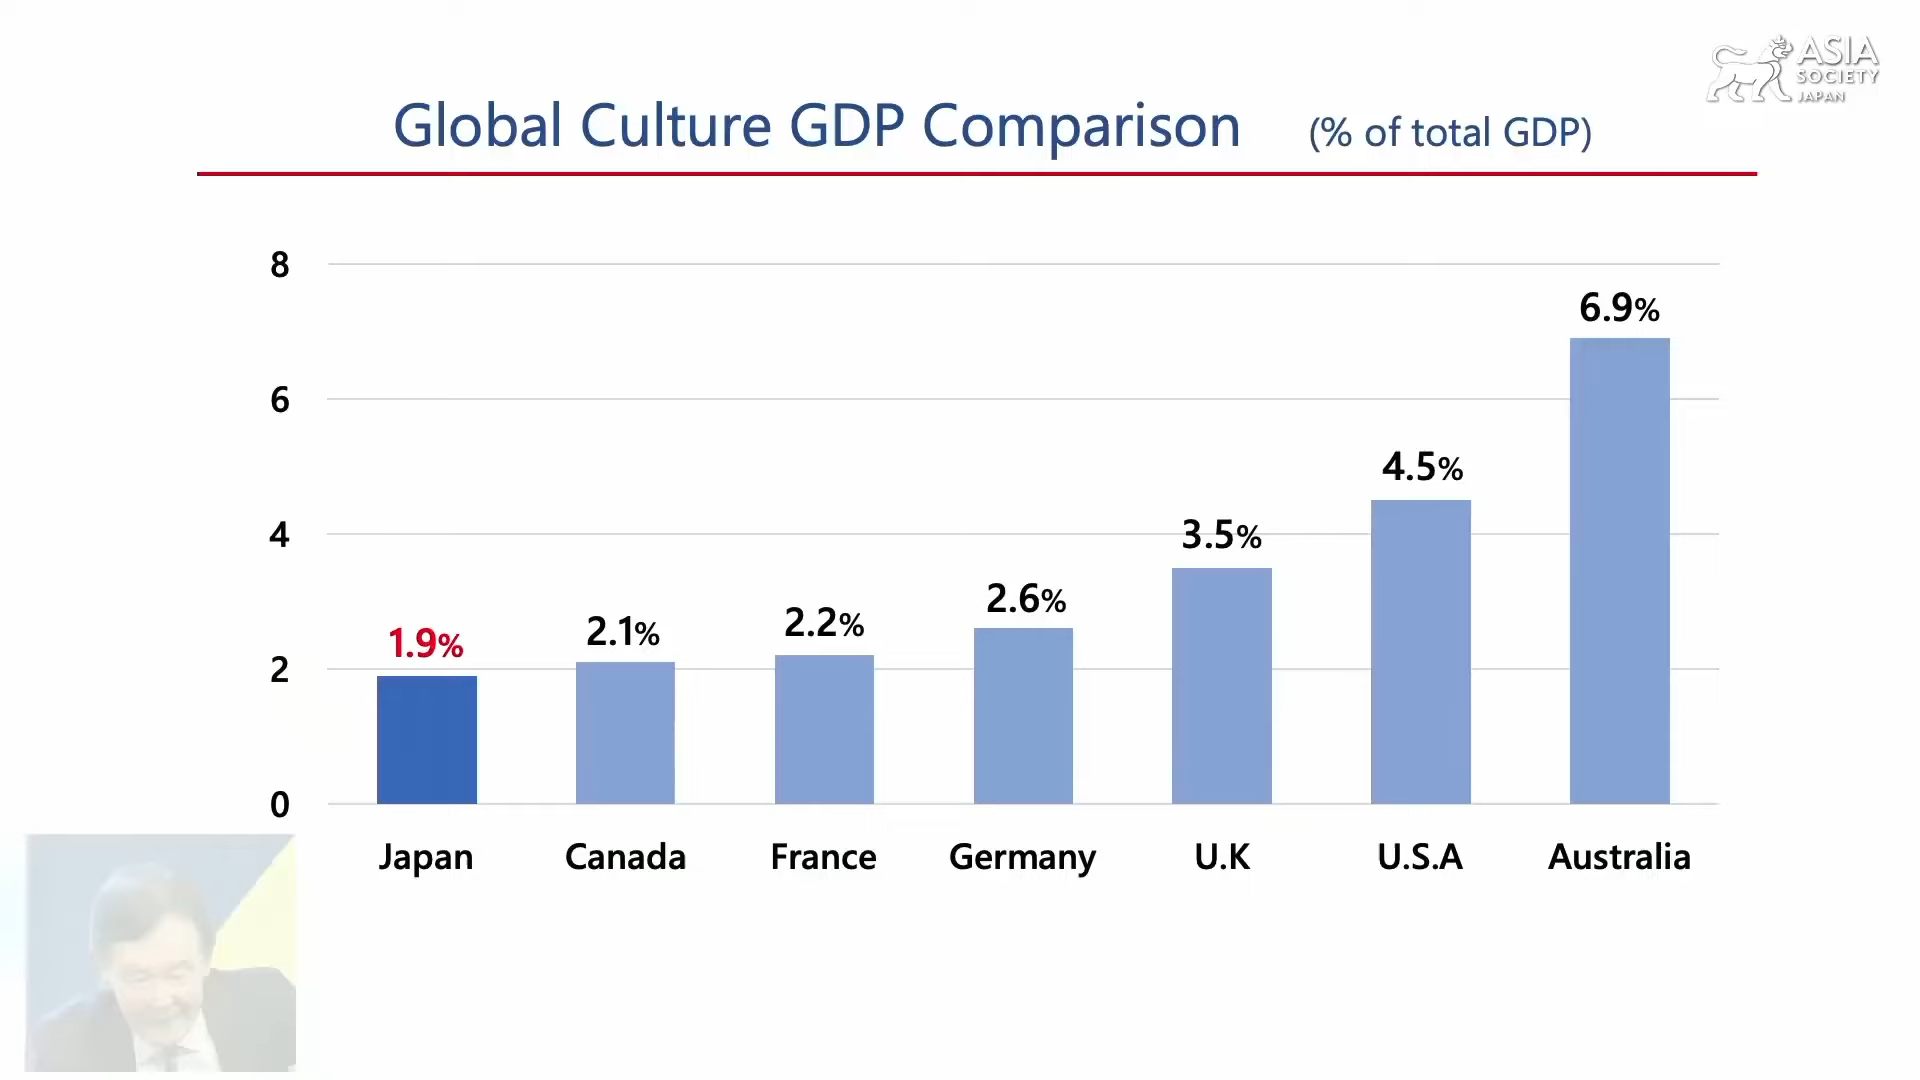 ASIA
SOCIETY
JAPAN
Global Culture GDP Comparison (% of total GDP)
8
6
4
2
0
1.9%
2.1%
2.2%
2.6%
3.5%
4.5%
6.9%
Japan Canada France Germany U.K U.S.A Australia